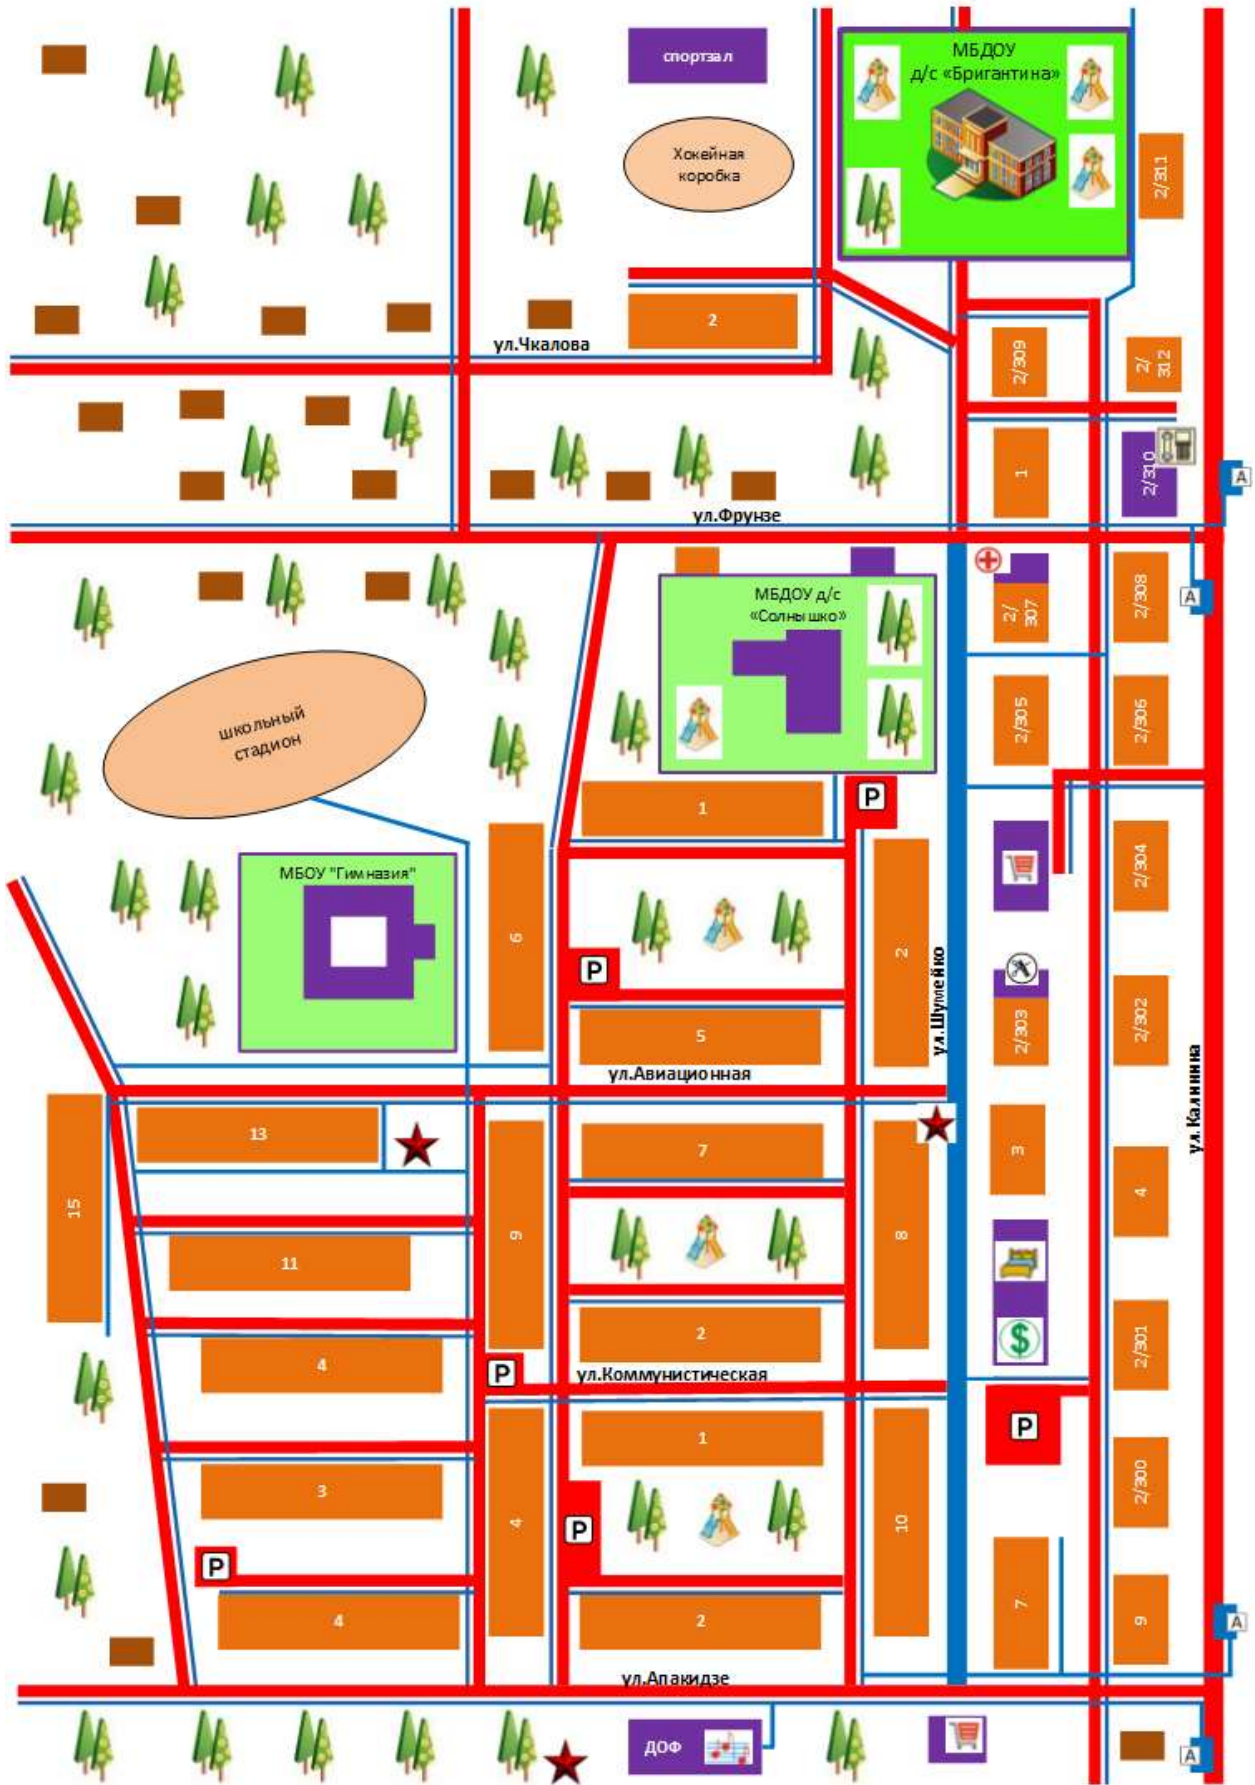 спортзал
МБДОУ
д/с «Бригантина»
Хокейная
коробка
2/311
2
ул.Чкалова
2/309
2/
312
1
2/310
А
ул.Фрунзе
МБДОУ д/с
«Солнышко»
2/
307
2/308
А
школьный
стадион
2/305
2/306
1
P
МБОУ "Гимназия"
6
2
2/304
P
ул.Шумейко
5
2/303
2/302
ул.Авиационная
ул.Калинина
13
7
3
15
9
8
4
11
2
$
2/301
4
P
ул.Коммунистическая
1
P
3
4
P
10
2/300
P
4
2
7
9
А
ул.Апакидзе
ДОФ
А